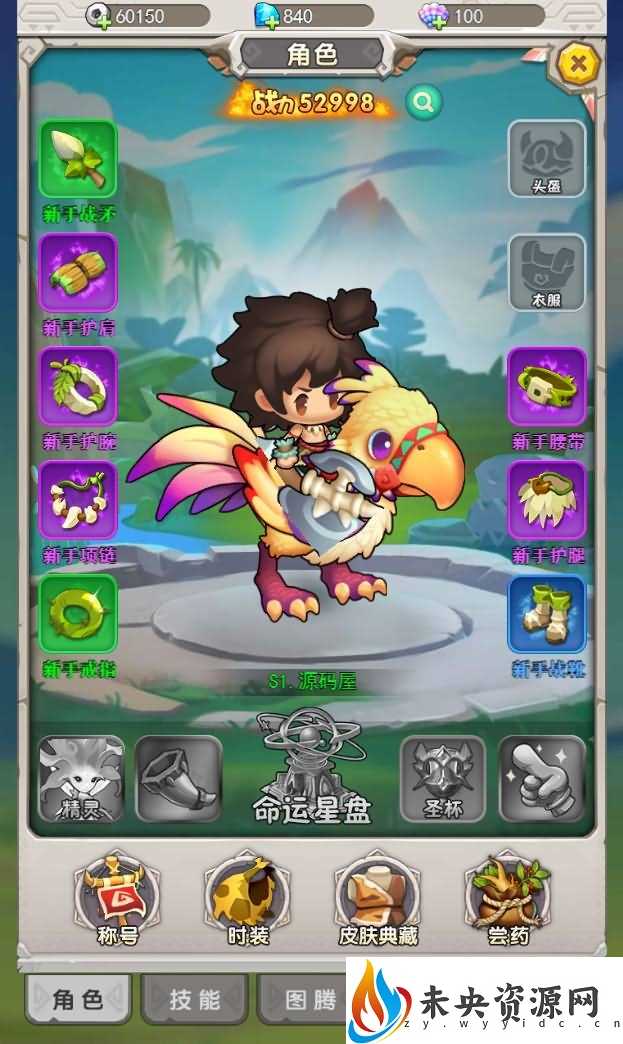 60150 840 100
角色
战力52998
新手战矛
头盔
新手护肩
衣服
新手护腕
新手腰带
新手项链
新手护腿
新手戒指
新手战靴
S1.源码屋
精灵
命运星盘
圣杯
称号 时装 皮肤典藏 尝药
角色 技能 图腾
未央资源网
zy.wyyidc.cn